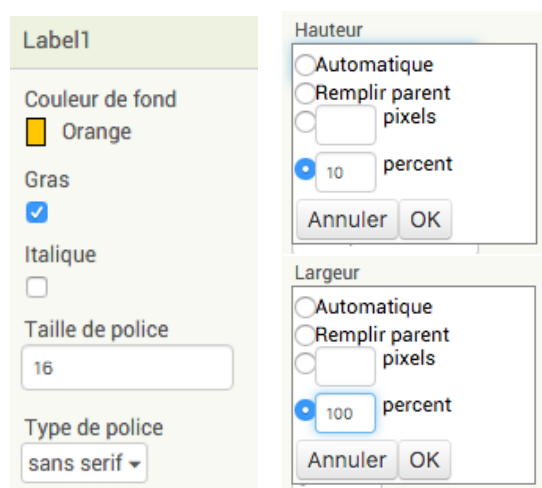 Label1
Couleur de fond
Orange
Gras
Italique
Taille de police
16
Type de police
sans serif
Hauteur
Automatique
Remplir parent
pixels
10 percent
Annuler OK
Largeur
Automatique
Remplir parent
pixels
100 percent
Annuler OK